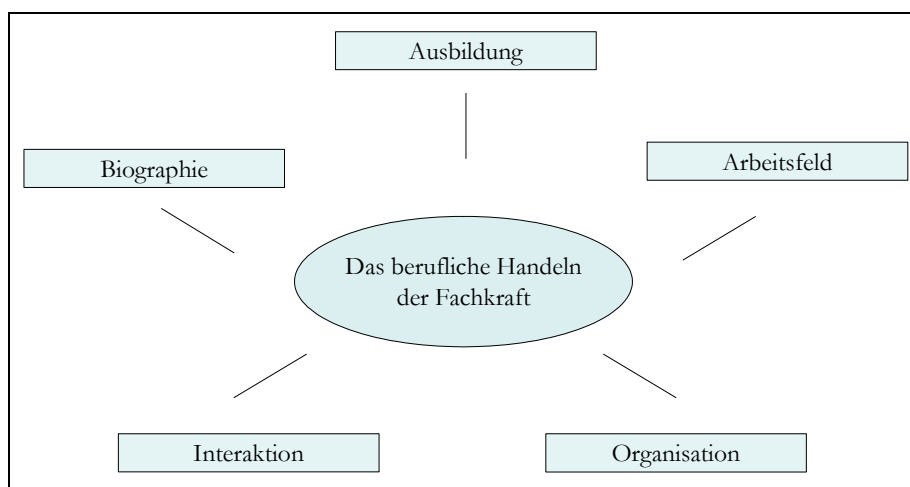 Ausbildung
Biographie
Arbeitsfeld
Das berufliche Handeln
der Fachkraft
Interaktion
Organisation